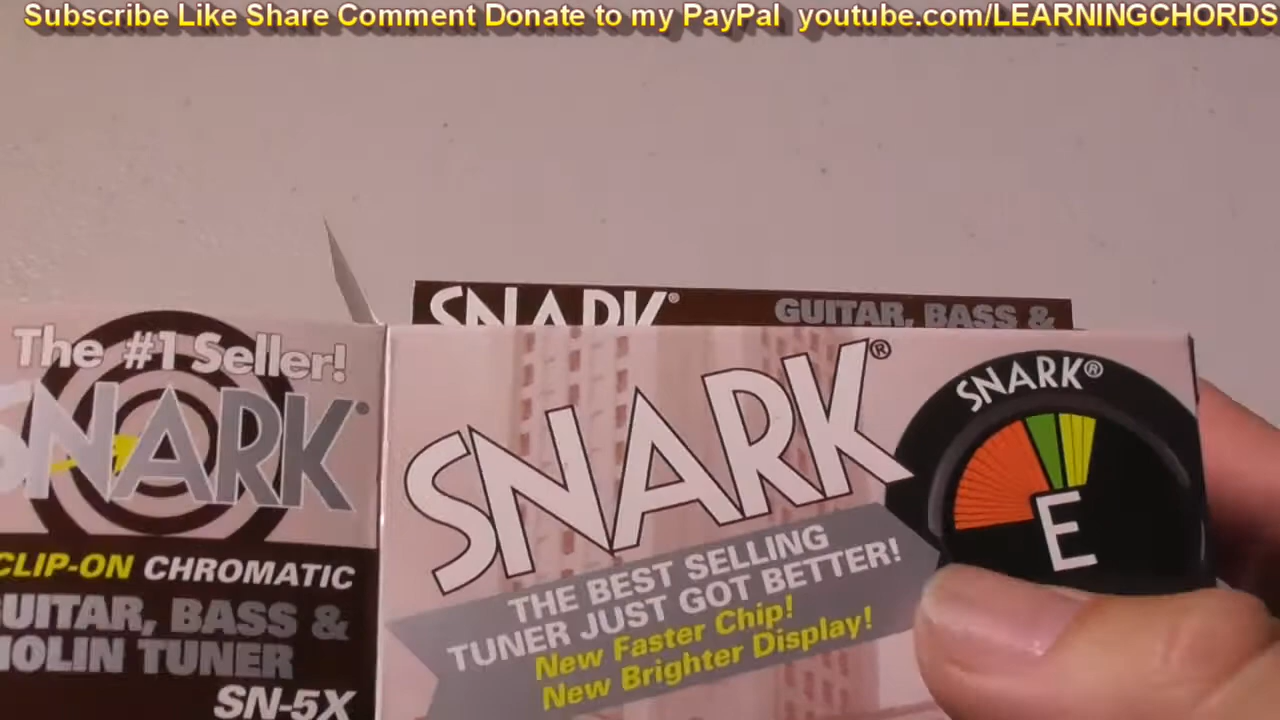 Subscribe Like Share Comment Donate to my PayPal youtube.com/LEARNINGCHORDS
SNARK®
GUITAR, BASS &
The #1 Seller!
SNARK
CLIP-ON CHROMATIC
GUITAR, BASS &
VIOLIN TUNER
SN-5X
SNARK®
THE BEST SELLING
TUNER JUST GOT BETTER!
New Faster Chip!
New Brighter Display!
SNARK®
E